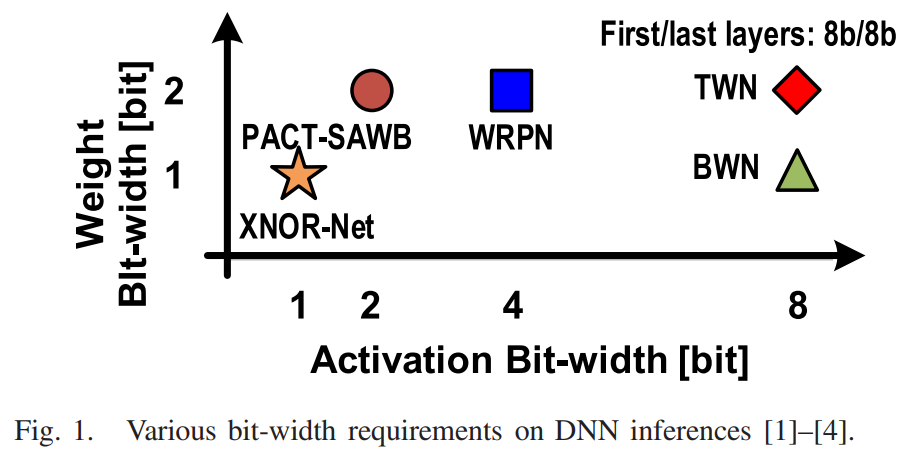 First/last layers: 8b/8b
2
TWN
PACT-SAWB
WRPN
1
BWN
XNOR-Net
Weight
BIt-width [bit]
1 2 4 8
Activation Bit-width [bit]
Fig. 1. Various bit-width requirements on DNN inferences [1]–[4].